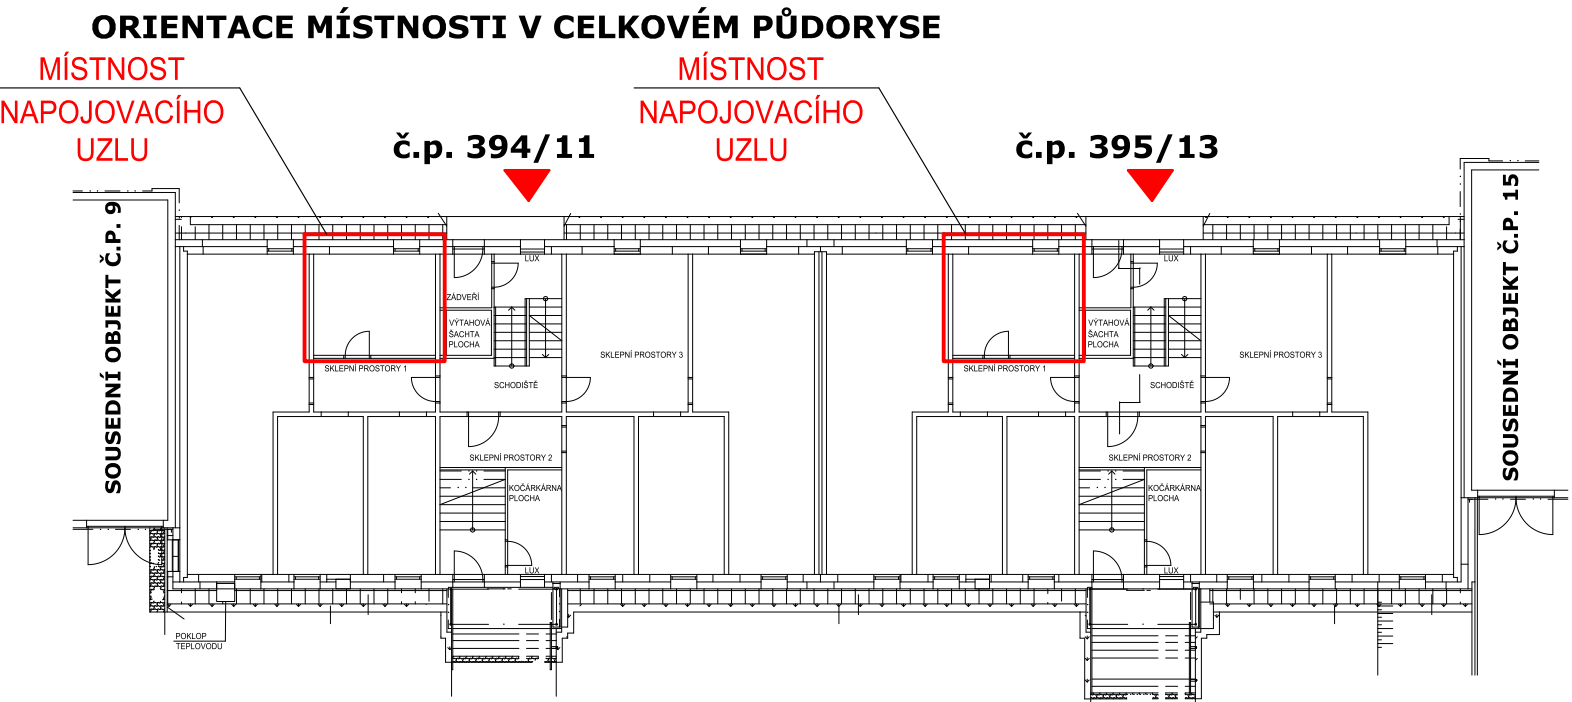 ORIENTACE MÍSTNOSTI V CELKOVÉM PŮDORYSE
MÍSTNOST
NAPOJOVACÍHO
UZLU
MÍSTNOST
NAPOJOVACÍHO
UZLU
č.p. 394/11
č.p. 395/13
SOUSEDNÍ OBJEKT Č.P. 9
SOUSEDNÍ OBJEKT Č.P. 15
LUX
ZÁDVEŘÍ
VÝTAHOVÁ
ŠACHTA
PLOCHA
SKLEPNÍ PROSTORY 1
SKLEPNÍ PROSTORY 3
SCHODIŠTĚ
SKLEPNÍ PROSTORY 2
KOČÁRKÁRNA
PLOCHA
LUX
LUX
VÝTAHOVÁ
ŠACHTA
PLOCHA
SKLEPNÍ PROSTORY 1
SKLEPNÍ PROSTORY 3
SCHODIŠTĚ
SKLEPNÍ PROSTORY 2
KOČÁRKÁRNA
PLOCHA
LUX
POKLOP
TEPLOVODU